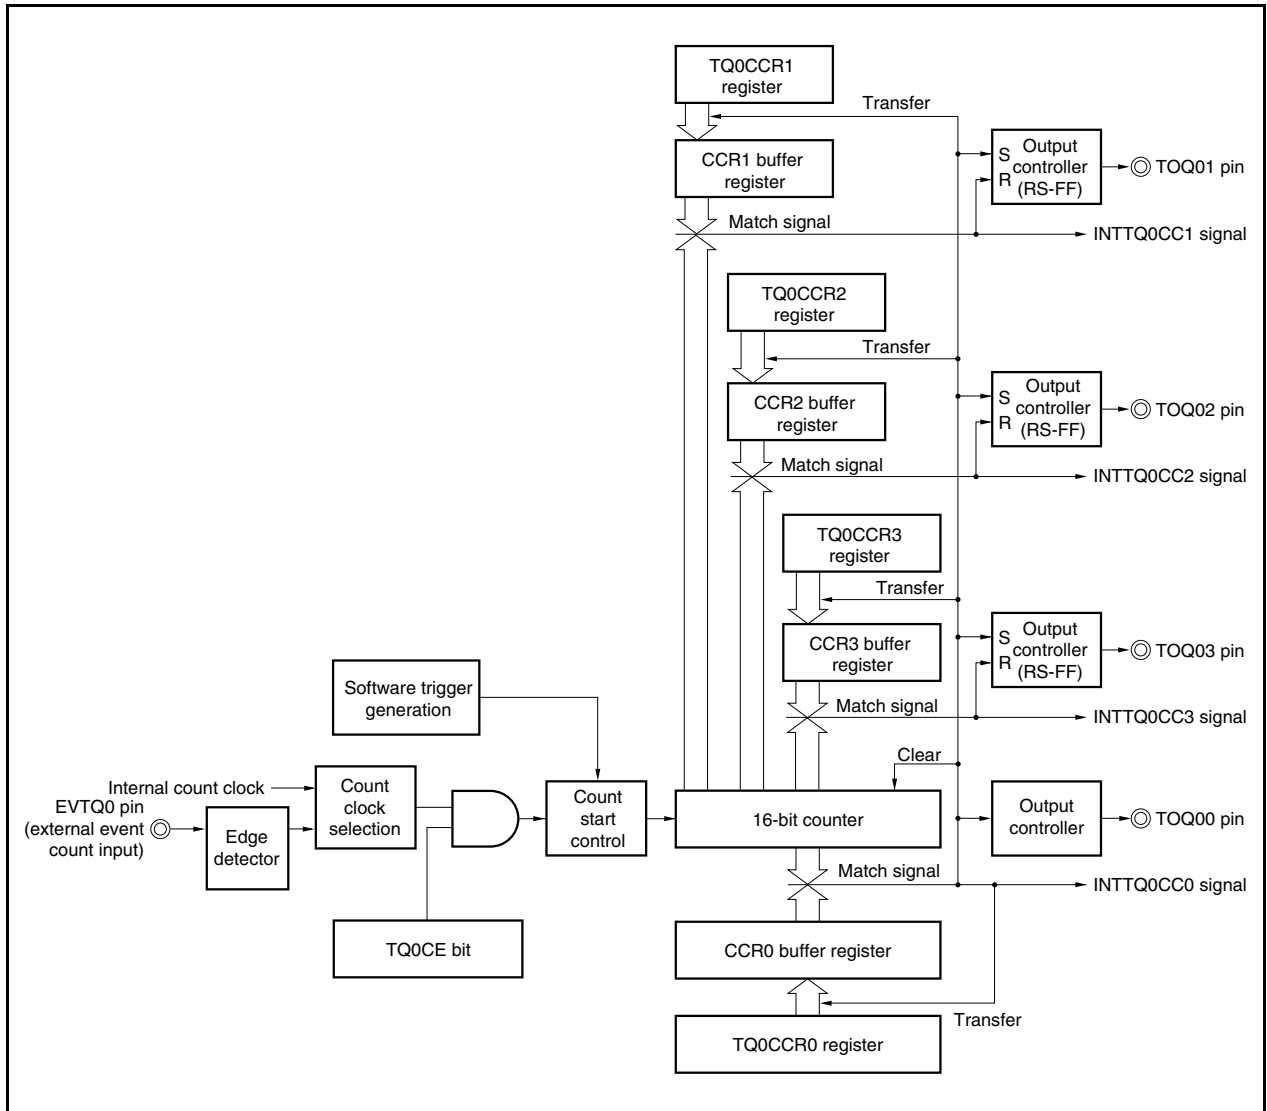 TQ0CCR1
register
Transfer
CCR1 buffer
register
S
R
Output
controller
(RS-FF)
TOQ01 pin
Match signal
INTTQ0CC1 signal
TQ0CCR2
register
Transfer
CCR2 buffer
register
S
R
Output
controller
(RS-FF)
TOQ02 pin
Match signal
INTTQ0CC2 signal
TQ0CCR3
register
Transfer
CCR3 buffer
register
S
R
Output
controller
(RS-FF)
TOQ03 pin
Match signal
INTTQ0CC3 signal
Software trigger
generation
Clear
Internal count clock
EVTQ0 pin
(external event
count input)
Edge
detector
Count
clock
selection
Count
start
control
16-bit counter
Output
controller
TOQ00 pin
Match signal
INTTQ0CC0 signal
TQ0CE bit
CCR0 buffer register
Transfer
TQ0CCR0 register